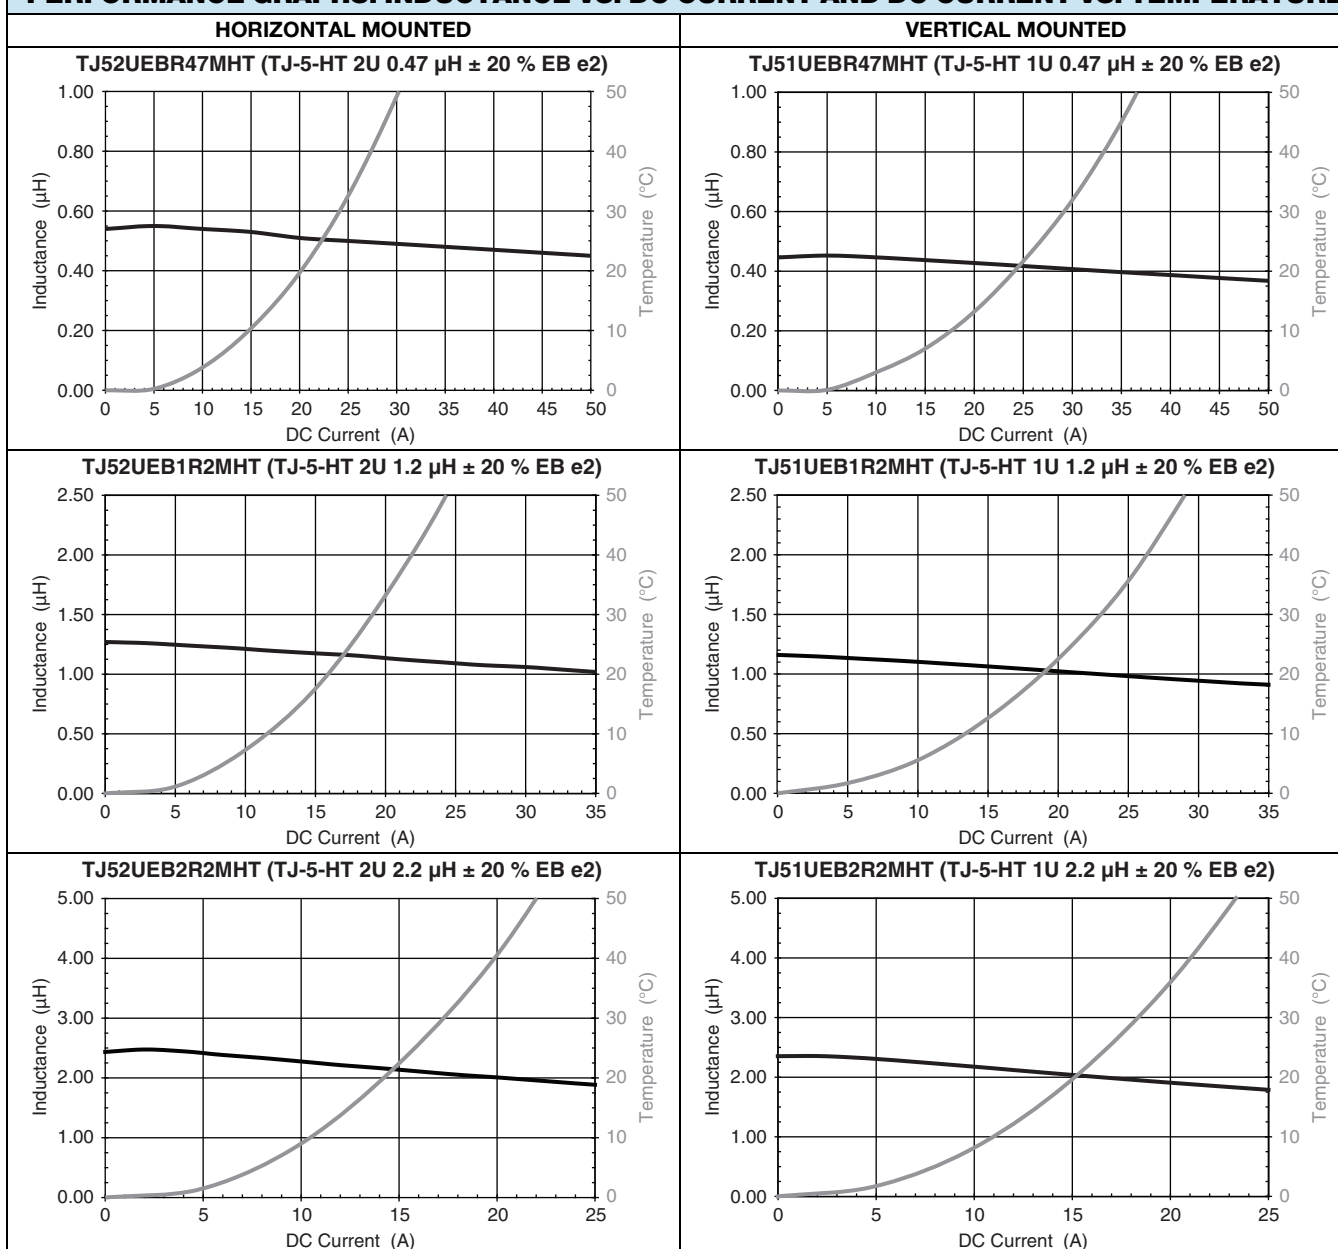 PERFORMANCE GRAPHS: INDUCTANCE VS. DC CURRENT AND DC CURRENT VS. TEMPERATURE
HORIZONTAL MOUNTED
VERTICAL MOUNTED
TJ52UEBR47MHT (TJ-5-HT 2U 0.47 µH ± 20 % EB e2)
1.00
0.80
0.60
0.40
0.20
0.00
Inductance (µH)
50
40
30
20
10
0
Temperature (°C)
0 5 10 15 20 25 30 35 40 45 50
DC Current (A)
TJ51UEBR47MHT (TJ-5-HT 1U 0.47 µH ± 20 % EB e2)
1.00
0.80
0.60
0.40
0.20
0.00
Inductance (µH)
50
40
30
20
10
0
Temperature (°C)
0 5 10 15 20 25 30 35 40 45 50
DC Current (A)
TJ52UEB1R2MHT (TJ-5-HT 2U 1.2 µH ± 20 % EB e2)
2.50
2.00
1.50
1.00
0.50
0.00
Inductance (µH)
50
40
30
20
10
0
Temperature (°C)
0 5 10 15 20 25 30 35
DC Current (A)
TJ51UEB1R2MHT (TJ-5-HT 1U 1.2 µH ± 20 % EB e2)
2.50
2.00
1.50
1.00
0.50
0.00
Inductance (µH)
50
40
30
20
10
0
Temperature (°C)
0 5 10 15 20 25 30 35
DC Current (A)
TJ52UEB2R2MHT (TJ-5-HT 2U 2.2 µH ± 20 % EB e2)
5.00
4.00
3.00
2.00
1.00
0.00
Inductance (µH)
50
40
30
20
10
0
Temperature (°C)
0 5 10 15 20 25
DC Current (A)
TJ51UEB2R2MHT (TJ-5-HT 1U 2.2 µH ± 20 % EB e2)
5.00
4.00
3.00
2.00
1.00
0.00
Inductance (µH)
50
40
30
20
10
0
Temperature (°C)
0 5 10 15 20 25
DC Current (A)